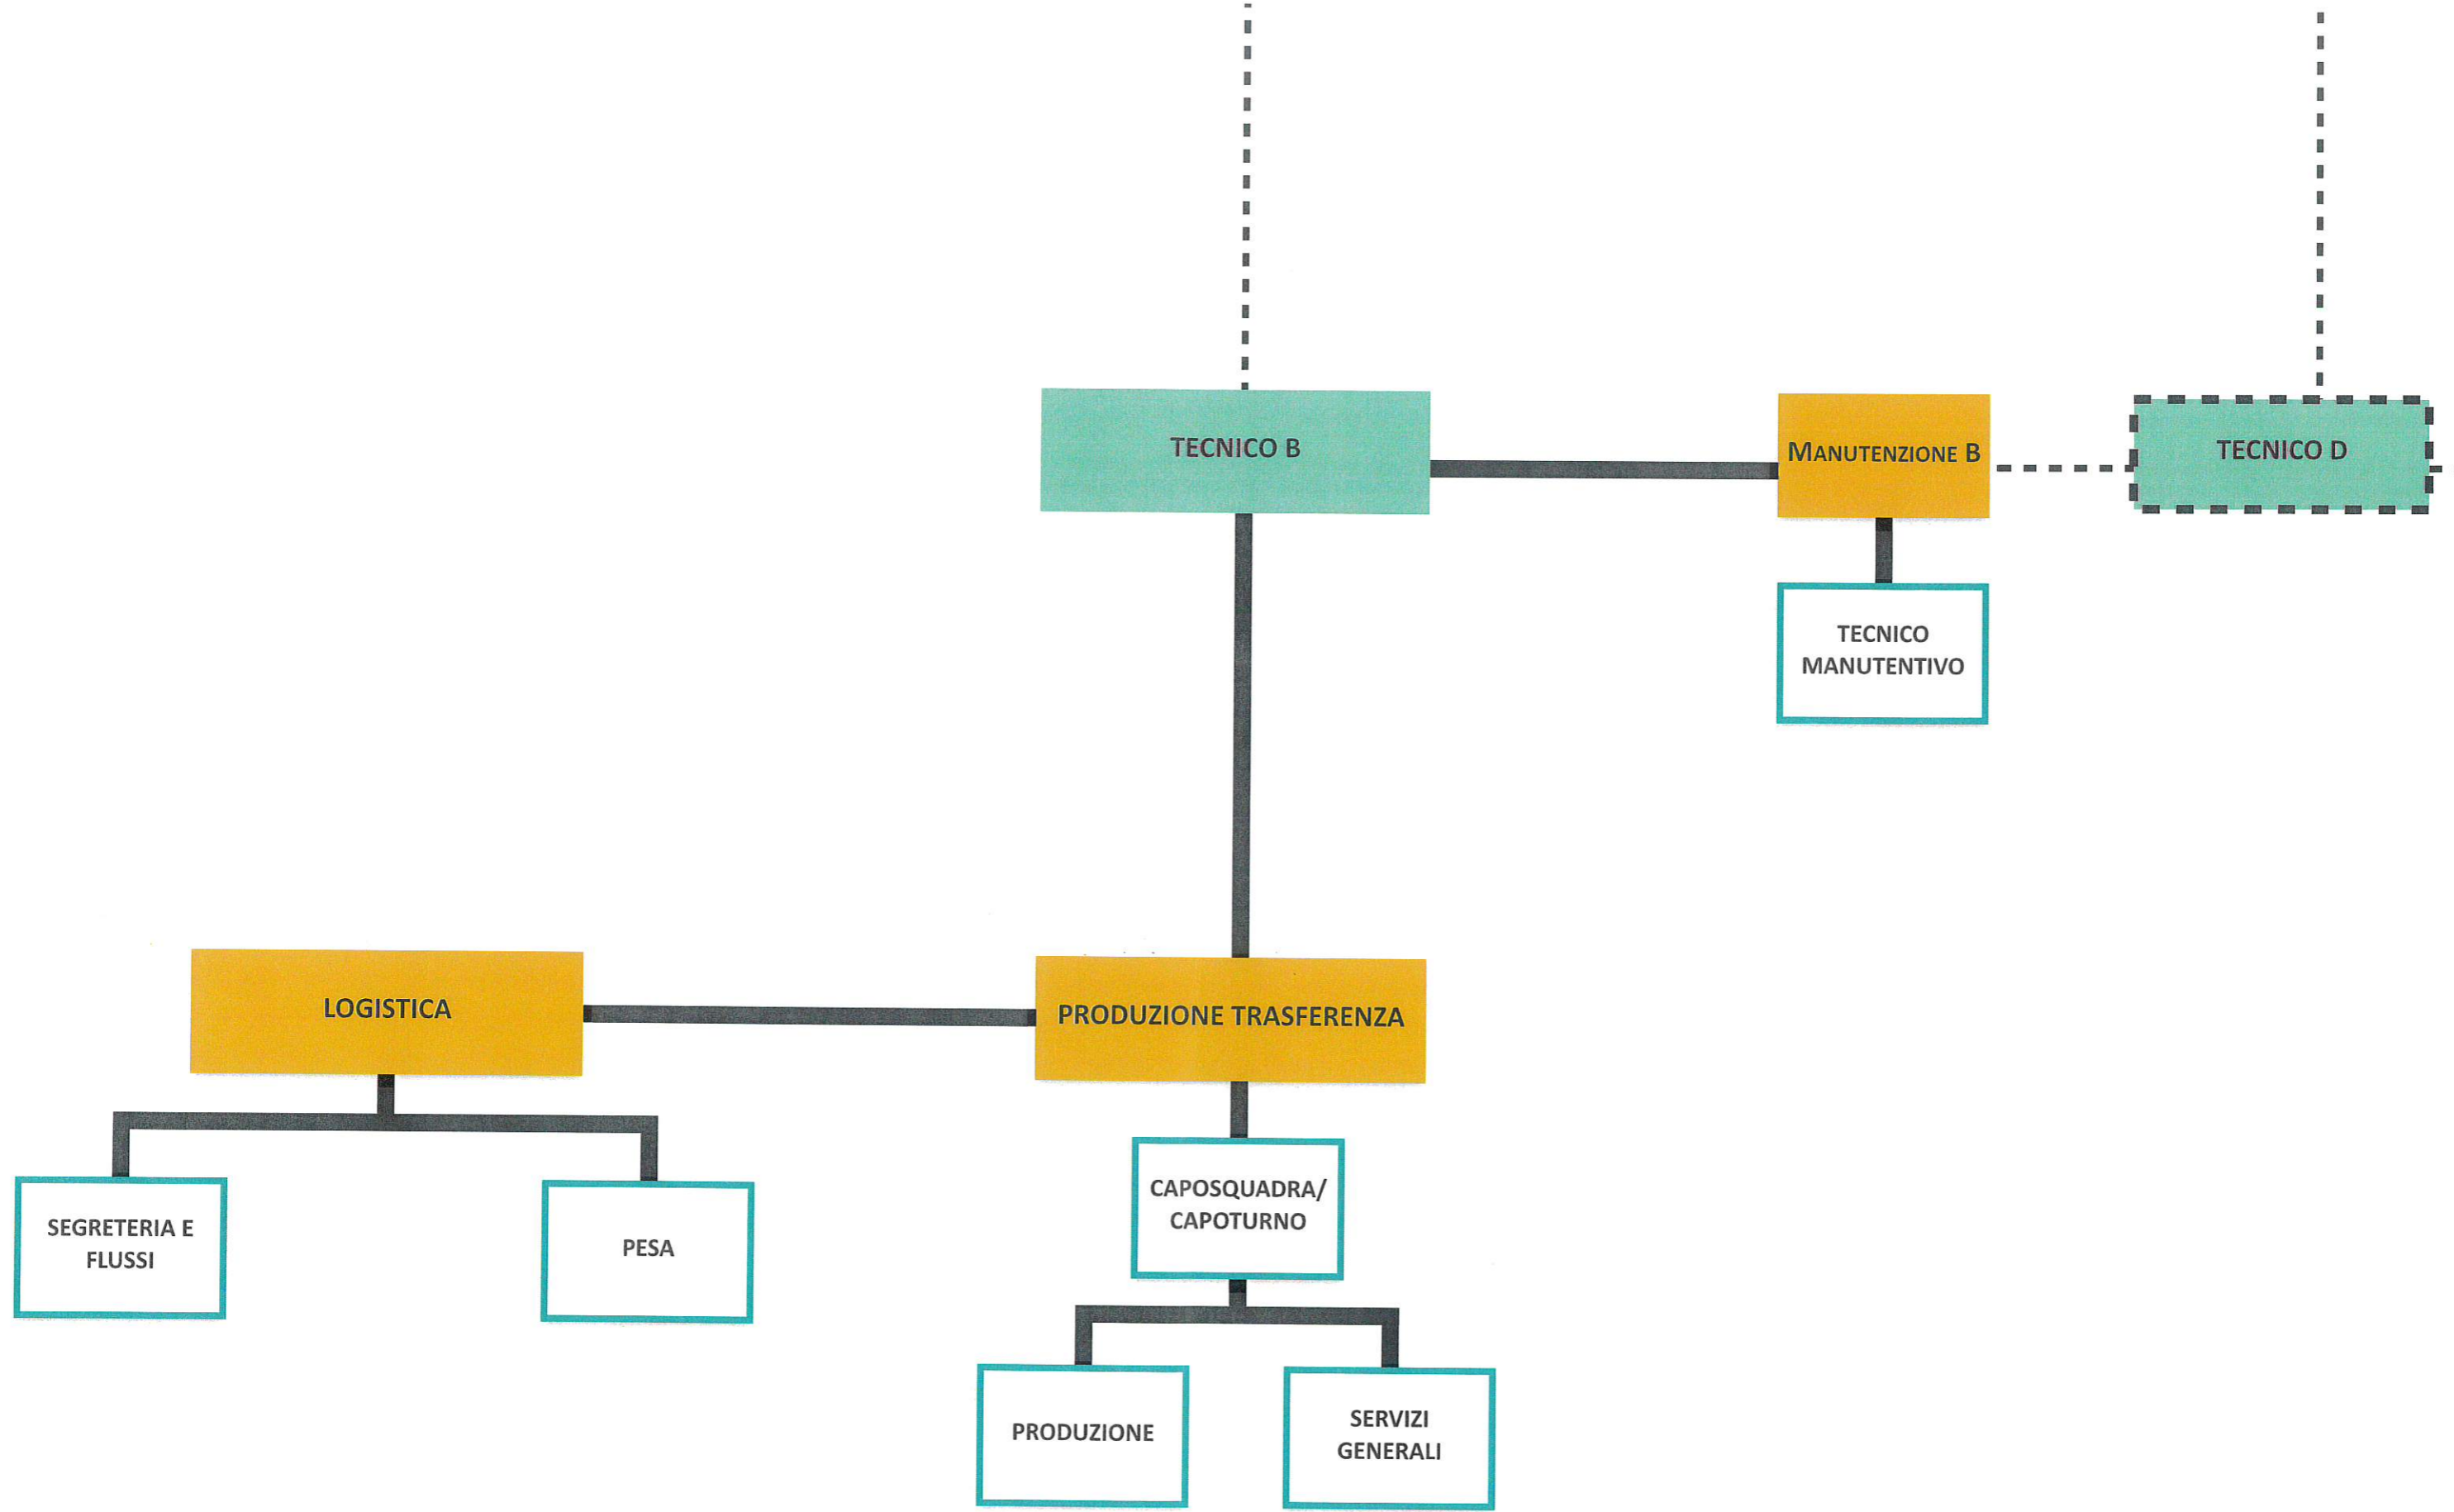 TECNICO B
MANUTENZIONE B
TECNICO D
TECNICO
MANUTENTIVO
LOGISTICA
PRODUZIONE TRASFERENZA
CAPOSQUADRA/
CAPOTURNO
SEGRETERIA E
FLUSSI
PESA
PRODUZIONE
SERVIZI
GENERALI